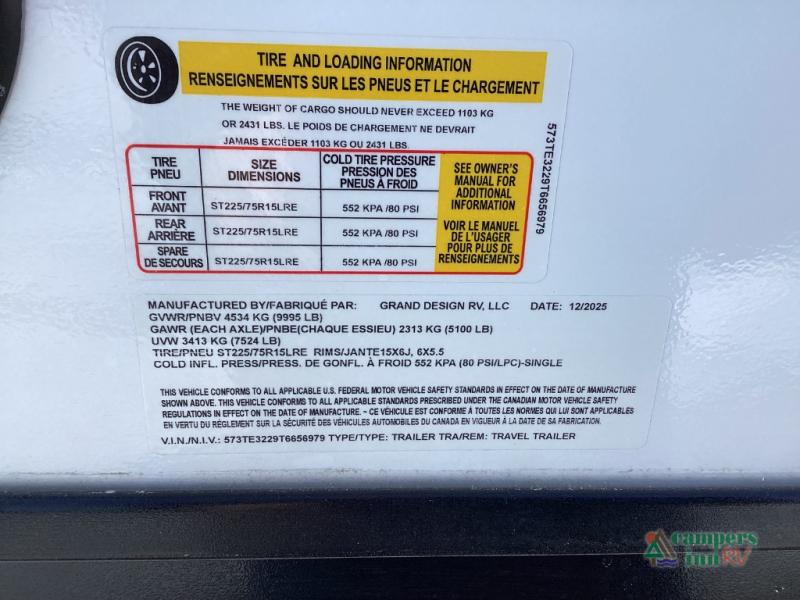 TIRE AND LOADING INFORMATION
RENSEIGNEMENTS SUR LES PNEUS ET LE CHARGEMENT
THE WEIGHT OF CARGO SHOULD NEVER EXCEED 1103 KG
OR 2431 LBS. LE POIDS DE CHARGEMENT NE DEVRAIT
JAMAIS EXCÉDER 1103 KG OU 2431 LBS.
TIRE
PNEU
SIZE
DIMENSIONS
COLD TIRE PRESSURE
PRESSION DES
PNEUS À FROID
FRONT
AVANT
ST225/75R15LRE
552 KPA /80 PSI
REAR
ARRIÈRE
ST225/75R15LRE
552 KPA /80 PSI
SPARE
DE SECOURS
ST225/75R15LRE
552 KPA /80 PSI
SEE OWNER'S
MANUAL FOR
ADDITIONAL
INFORMATION
VOIR LE MANUEL
DE L'USAGER
POUR PLUS DE
RENSEIGNEMENTS
573TE3229T6656979
MANUFACTURED BY/FABRIQUÉ PAR: GRAND DESIGN RV, LLC DATE: 12/2025
GVWR/PNBV 4534 KG (9995 LB)
GAWR (EACH AXLE)/PNBE(CHAQUE ESSIEU) 2313 KG (5100 LB)
UVW 3413 KG (7524 LB)
TIRE/PNEU ST225/75R15LRE RIMS/JANTE15X6J, 6X5.5
COLD INFL. PRESS/PRESS. DE GONFL. À FROID 552 KPA (80 PSI/LPC)-SINGLE
THIS VEHICLE CONFORMS TO ALL APPLICABLE U.S. FEDERAL MOTOR VEHICLE SAFETY STANDARDS IN EFFECT ON THE DATE OF MANUFACTURE
SHOWN ABOVE. THIS VEHICLE CONFORMS TO ALL APPLICABLE STANDARDS PRESCRIBED UNDER THE CANADIAN MOTOR VEHICLE SAFETY
REGULATIONS IN EFFECT ON THE DATE OF MANUFACTURE. ~ CE VÉHICULE EST CONFORME À TOUTES LES NORMES QUI LUI SONT APPLICABLES
EN VERTU DU RÈGLEMENT SUR LA SÉCURITÉ DES VÉHICULES AUTOMOBILES DU CANADA EN VIGUEUR À LA DATE DE SA FABRICATION.
V.I.N./N.I.V.: 573TE3229T6656979 TYPE/TYPE: TRAILER TRA/REM: TRAVEL TRAILER
campers
inn RV